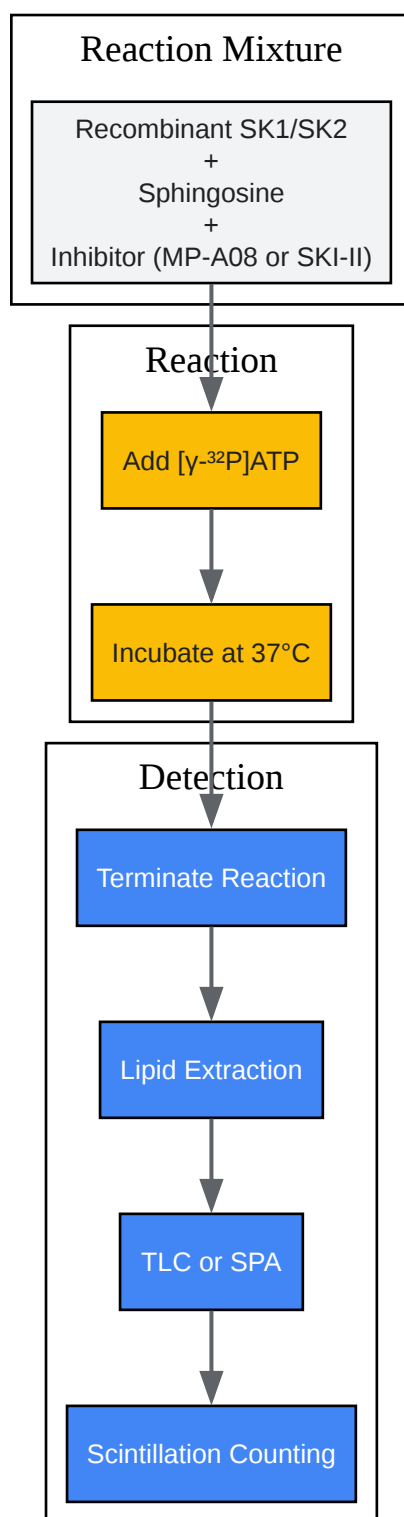 Reaction Mixture
Recombinant SK1/SK2
+
Sphingosine
+
Inhibitor (MP-A08 or SKI-II)
Reaction
Add [γ-³²P]ATP
Incubate at 37°C
Detection
Terminate Reaction
Lipid Extraction
TLC or SPA
Scintillation Counting